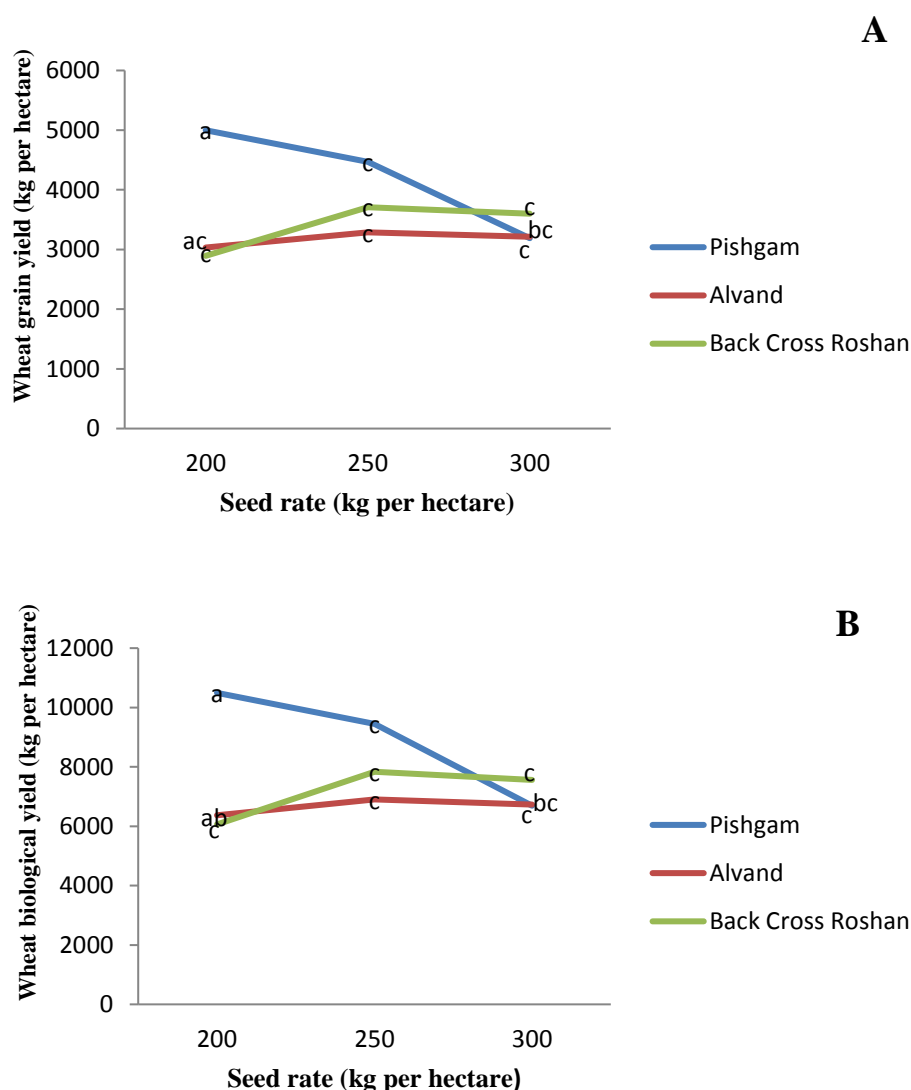 A
Wheat grain yield (kg per hectare)
6000
5000
4000
3000
2000
1000
0
a
c
c
c
ac
c
c
bc
c
200 250 300
Seed rate (kg per hectare)
Pishgam
Alvand
Back Cross Roshan
B
Wheat biological yield (kg per hectare)
12000
10000
8000
6000
4000
2000
0
a
c
c
c
ab
c
c
bc
c
200 250 300
Seed rate (kg per hectare)
Pishgam
Alvand
Back Cross Roshan